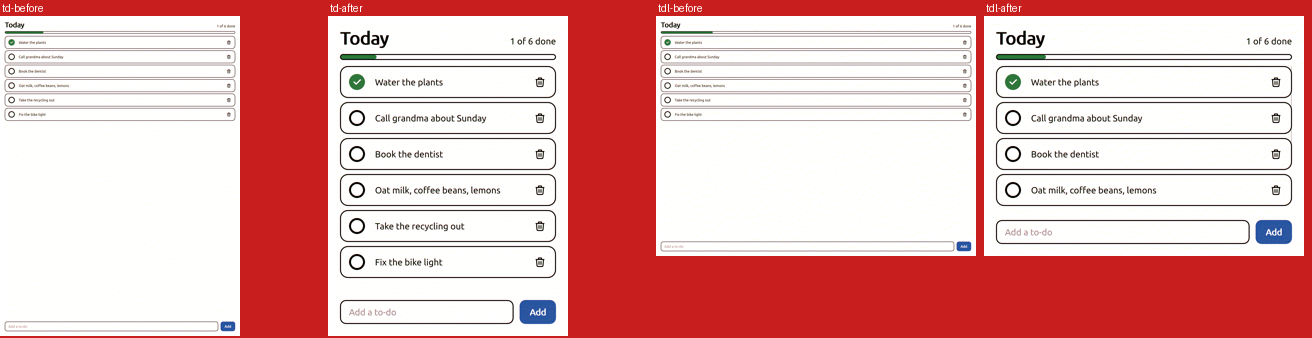 td-before
Today
1 of 6 done
Water the plants
Call grandma about Sunday
Book the dentist
Oat milk, coffee beans, lemons
Take the recycling out
Fix the bike light
Add a to-do
Add
td-after
Today
1 of 6 done
Water the plants
Call grandma about Sunday
Book the dentist
Oat milk, coffee beans, lemons
Take the recycling out
Fix the bike light
Add a to-do
Add
tdl-before
Today
1 of 6 done
Water the plants
Call grandma about Sunday
Book the dentist
Oat milk, coffee beans, lemons
Take the recycling out
Fix the bike light
Add a to-do
Add
tdl-after
Today
1 of 6 done
Water the plants
Call grandma about Sunday
Book the dentist
Oat milk, coffee beans, lemons
Add a to-do
Add